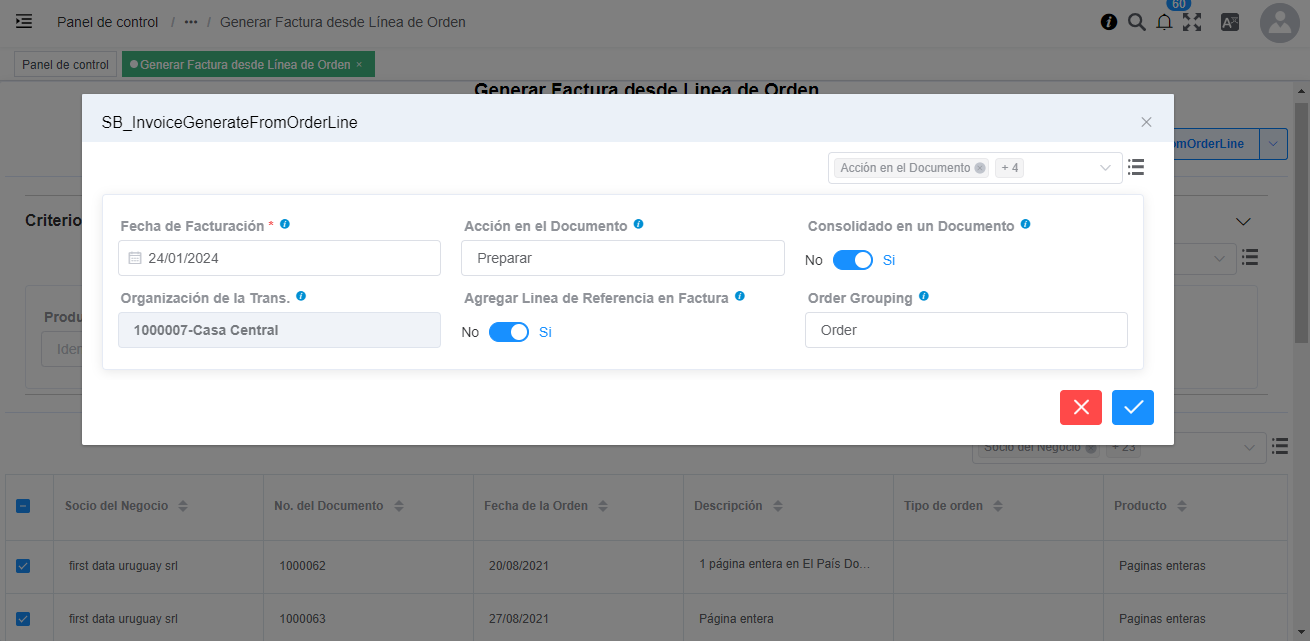 Panel de control / ••• / Generar Factura desde Línea de Orden
60
Panel de control
Generar Factura desde Línea de Orden ×
Generar Factura desde Línea de Orden
SB_InvoiceGenerateFromOrderLine
omOrderLine
Acción en el Documento + 4
Criterio
Fecha de Facturación *
Acción en el Documento
Consolidado en un Documento
24/01/2024
Preparar
No Si
Organización de la Trans.
Agregar Linea de Referencia en Factura
Order Grouping
Produ
1000007-Casa Central
No Si
Order
Iden
Socio del Negocio + 23
Socio del Negocio
No. del Documento
Fecha de la Orden
Descripción
Tipo de orden
Producto
first data uruguay srl
1000062
20/08/2021
1 página entera en El País Do...
Paginas enteras
first data uruguay srl
1000063
27/08/2021
Página entera
Paginas enteras